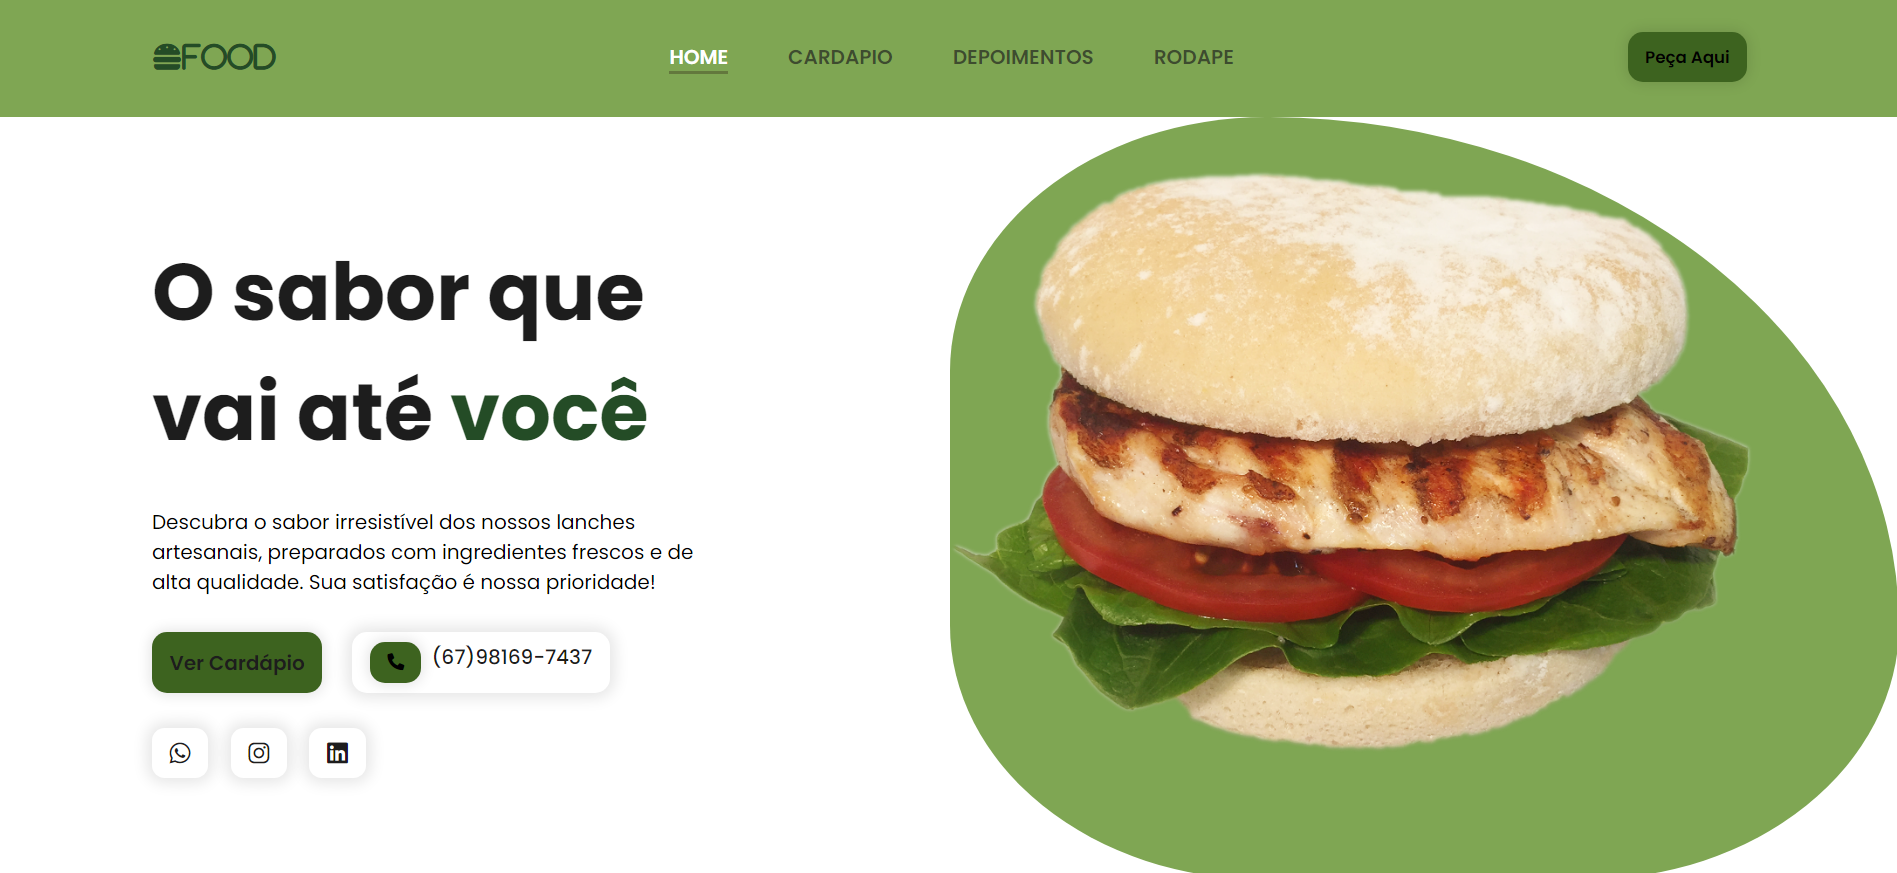 FOOD
HOME
CARDAPIO
DEPOIMENTOS
RODAPE
Peça Aqui
O sabor que
vai até você
Descubra o sabor irresistível dos nossos lanches
artesanais, preparados com ingredientes frescos e de
alta qualidade. Sua satisfação é nossa prioridade!
Ver Cardápio
(67)98169-7437